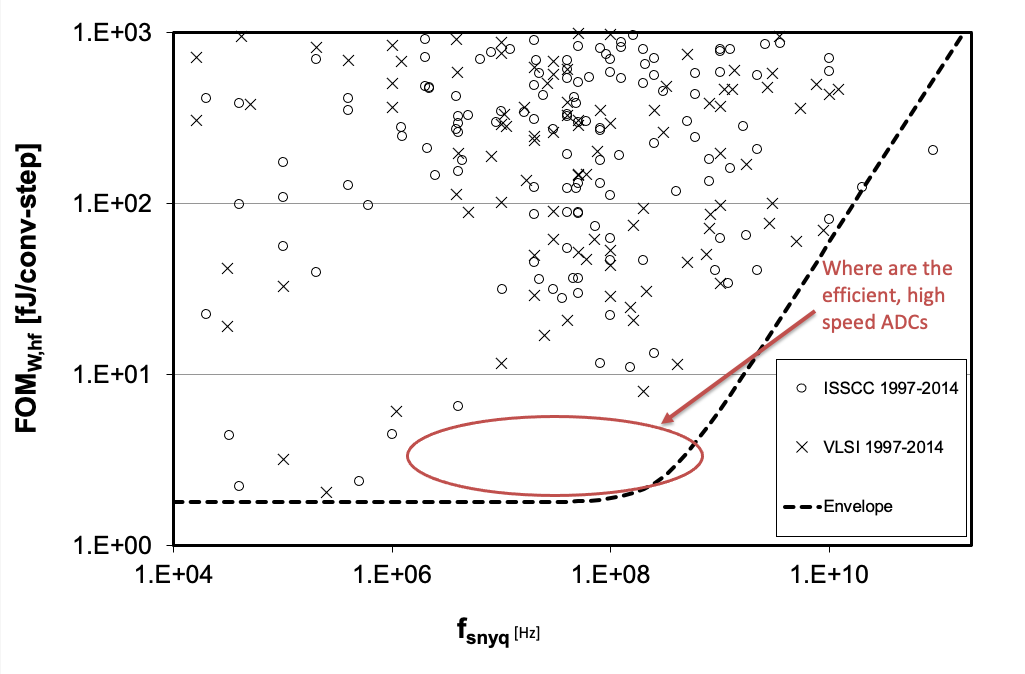 1.E+03
1.E+02
1.E+01
1.E+00
FOMW,hf [fJ/conv-step]
Where are the
efficient, high
speed ADCs
ISSCC 1997-2014
VLSI 1997-2014
Envelope
1.E+04 1.E+06 1.E+08 1.E+10
fsnyq [Hz]